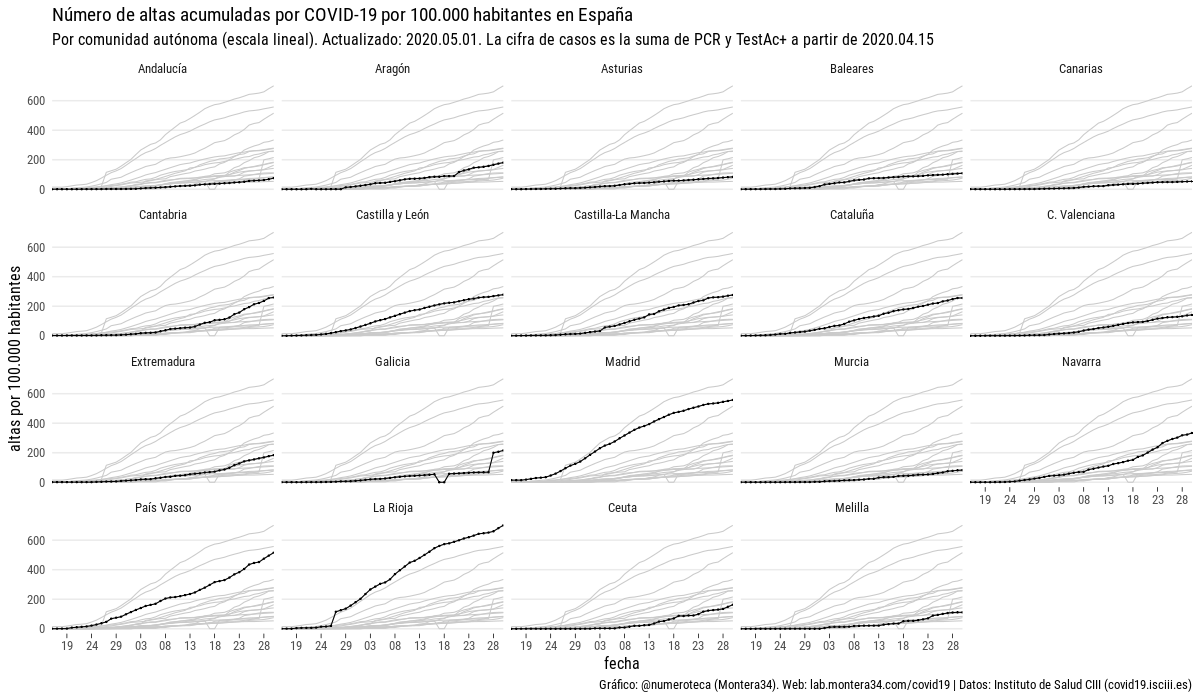 Número de altas acumuladas por COVID-19 por 100.000 habitantes en España
Por comunidad autónoma (escala lineal). Actualizado: 2020.05.01. La cifra de casos es la suma de PCR y TestAc+ a partir de 2020.04.15
altas por 100.000 habitantes
Andalucía Aragón Asturias Baleares Canarias
600
400
200
0
Cantabria Castilla y León Castilla-La Mancha Cataluña C. Valenciana
600
400
200
0
Extremadura Galicia Madrid Murcia Navarra
600
400
200
0
19 24 29 03 08 13 18 23 28
País Vasco La Rioja Ceuta Melilla
600
400
200
0
19 24 29 03 08 13 18 23 28 19 24 29 03 08 13 18 23 28 19 24 29 03 08 13 18 23 28 19 24 29 03 08 13 18 23 28
fecha
Gráfico: @numeroteca (Montera34). Web: lab.montera34.com/covid19 | Datos: Instituto de Salud CIII (covid19.isciii.es)